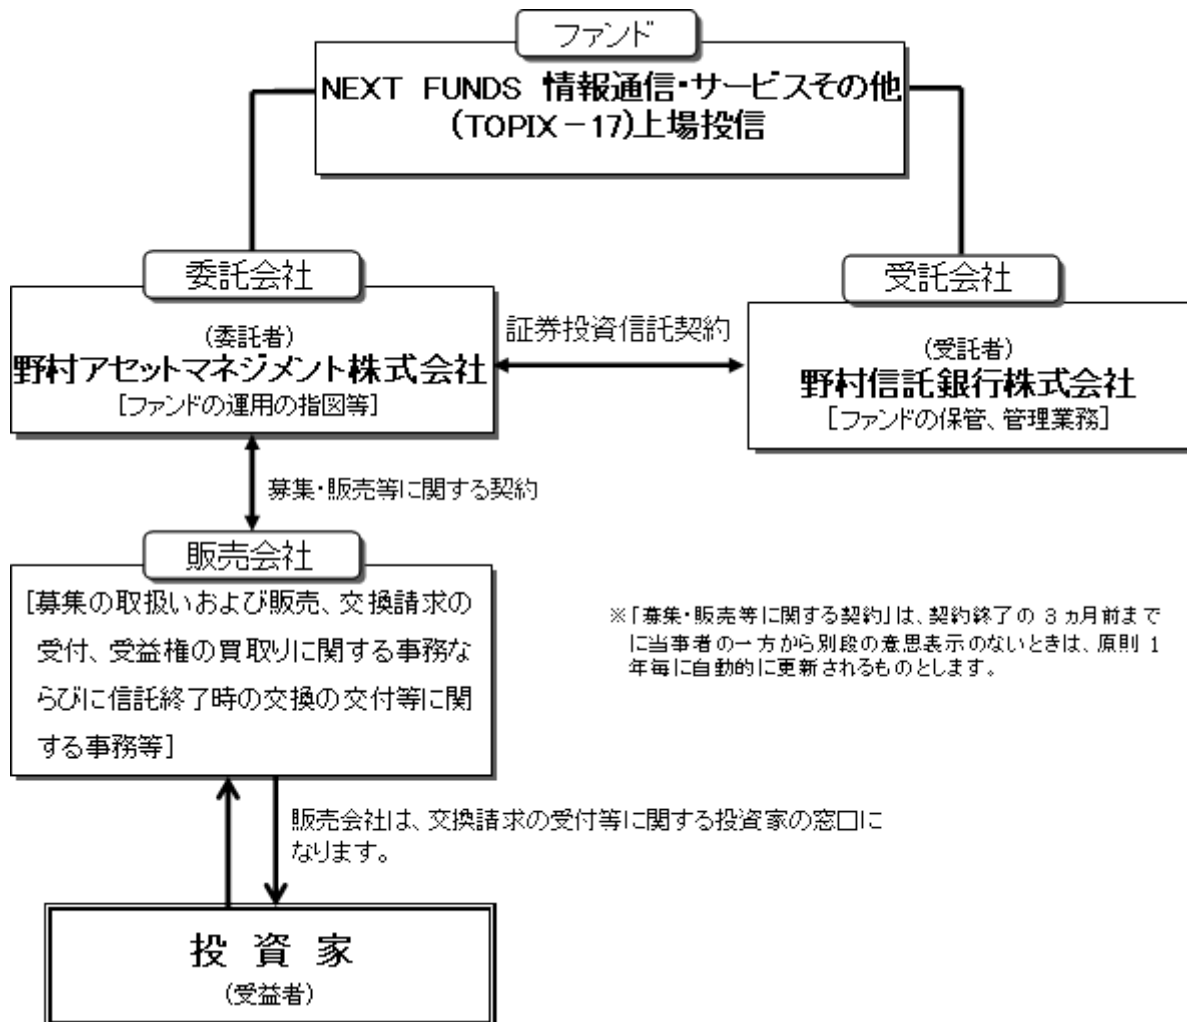 ファンド
NEXT FUNDS 情報通信・サービスその他
(TOPIX－17)上場投信
委託会社
(委託者)
野村アセットマネジメント株式会社
[ファンドの運用の指図等]
証券投資信託契約
受託会社
(受託者)
野村信託銀行株式会社
[ファンドの保管、管理業務]
募集・販売等に関する契約
販売会社
[募集の取扱いおよび販売、交換請求の
受付、受益権の買取りに関する事務な
らびに信託終了時の交換の交付等に関
する事務等]
※「募集・販売等に関する契約」は、契約終了の 3 ヵ月前まで
に当事者の一方から別段の意思表示のないときは、原則 1
年毎に自動的に更新されるものとします。
販売会社は、交換請求の受付等に関する投資家の窓口に
なります。
投 資 家
(受益者)